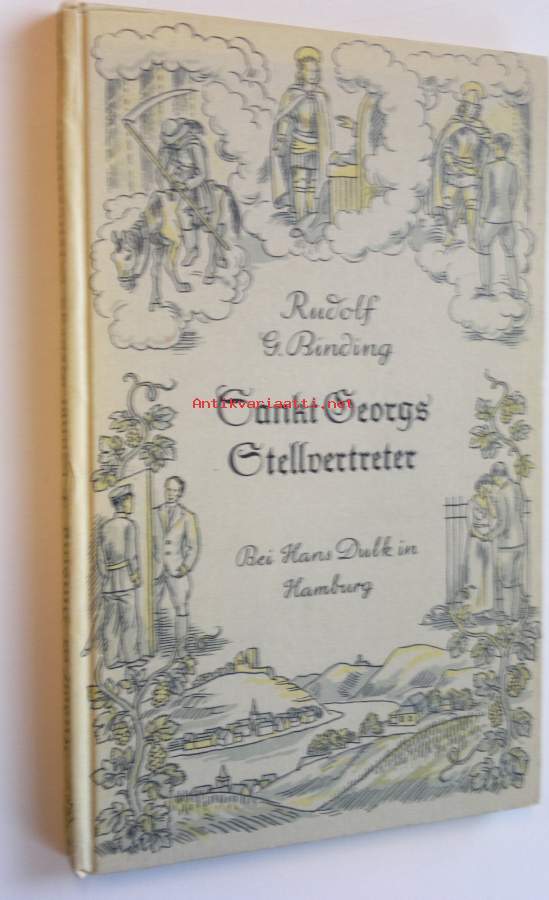 Rudolf
G. Binding
Antikvariaatti.net
Sankt Georgs
Stellvertreter
Bei Hans Dulk in
Hamburg